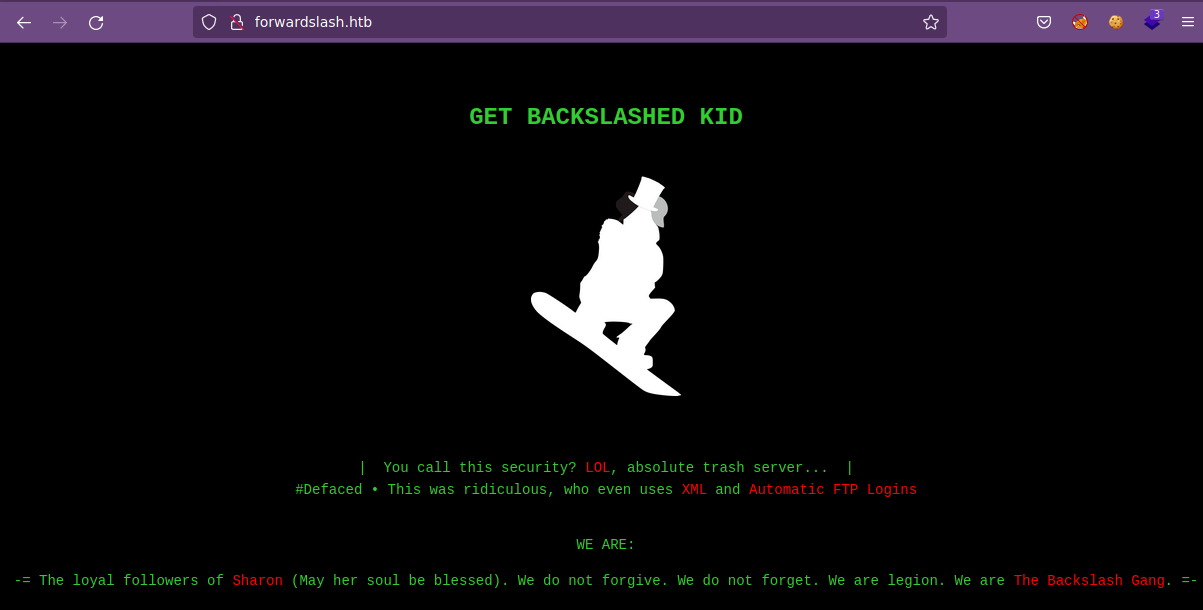 forwardslash.htb
3
GET BACKSLASHED KID
| You call this security? LOL, absolute trash server... |
#Defaced • This was ridiculous, who even uses XML and Automatic FTP Logins
WE ARE:
-= The loyal followers of Sharon (May her soul be blessed). We do not forgive. We do not forget. We are legion. We are The Backslash Gang. =-